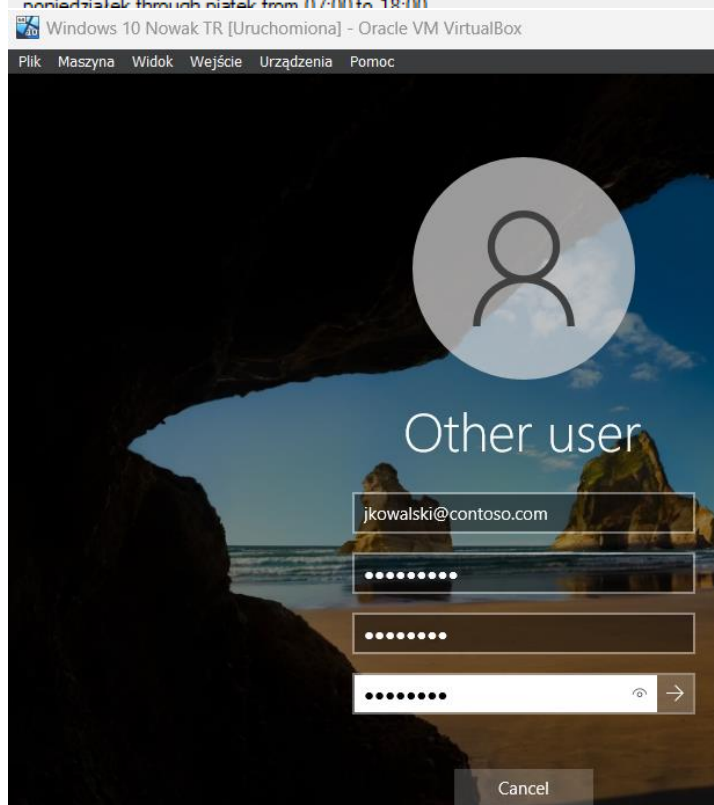 poniedziałek through piątek from 07:00 to 18:00
Windows 10 Nowak TR [Uruchomiona] - Oracle VM VirtualBox
Plik Maszyna Widok Wejście Urządzenia Pomoc
Other user
jkowalski@contoso.com
•••••••••
••••••••
••••••••
Cancel